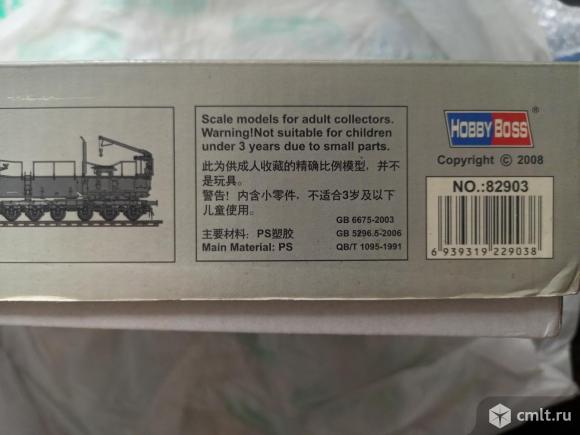 Scale models for adult collectors.
Warning!Not suitable for children
under 3 years due to small parts.
此为供成人收藏的精确比例模型，并不
是玩具。
警告！内含小零件，不适合3岁及以下
儿童使用。
GB 6675-2003
主要材料：PS塑胶 GB 5296.5-2006
Main Material: PS QB/T 1095-1991
HOBBY BOSS ®
Copyright © 2008
NO.:82903
6 939319 229038
cmlt.ru